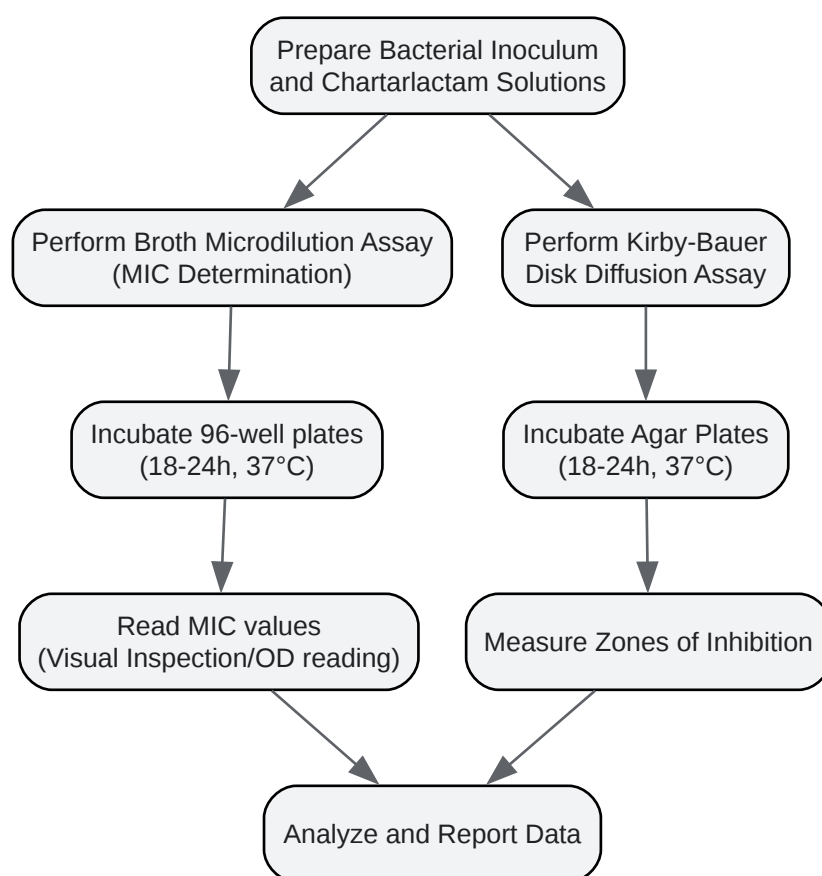 Prepare Bacterial Inoculum
and Chartarlactam Solutions
Perform Broth Microdilution Assay
(MIC Determination)
Perform Kirby-Bauer
Disk Diffusion Assay
Incubate 96-well plates
(18-24h, 37°C)
Incubate Agar Plates
(18-24h, 37°C)
Read MIC values
(Visual Inspection/OD reading)
Measure Zones of Inhibition
Analyze and Report Data